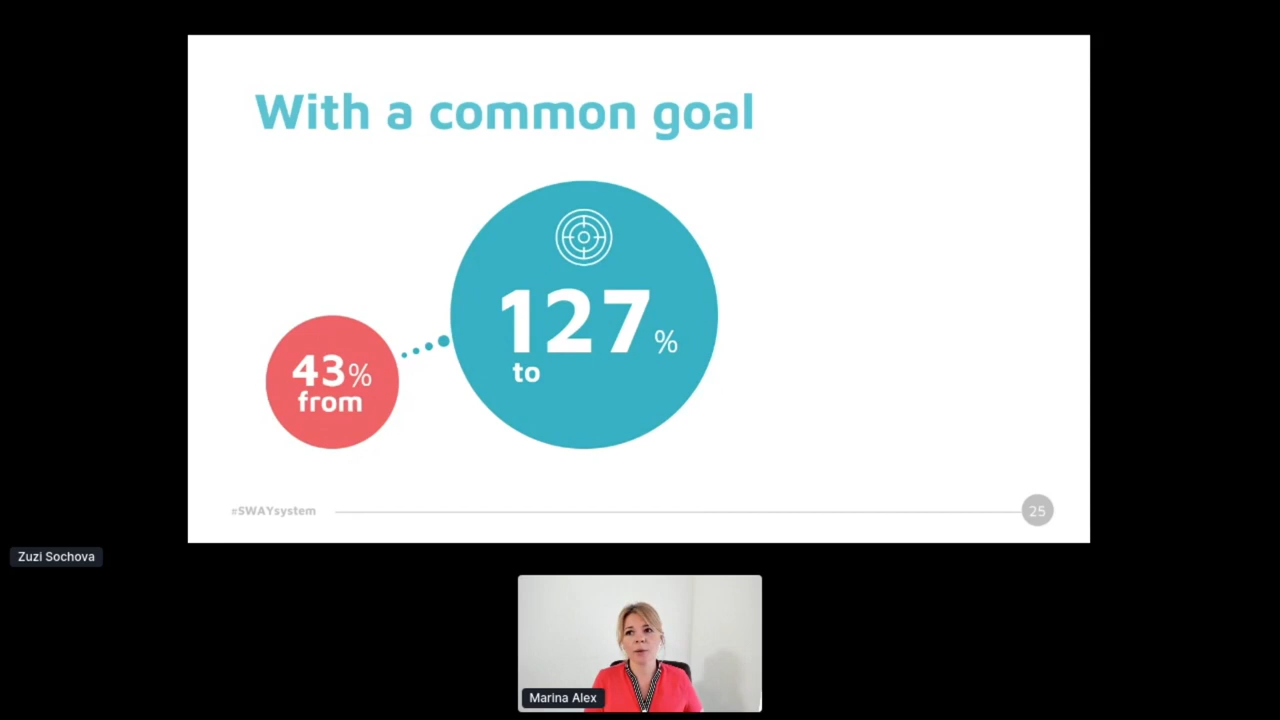 With a common goal
127%
to
43%
from
#SWAYsystem
25
Zuzi Sochova
Marina Alex